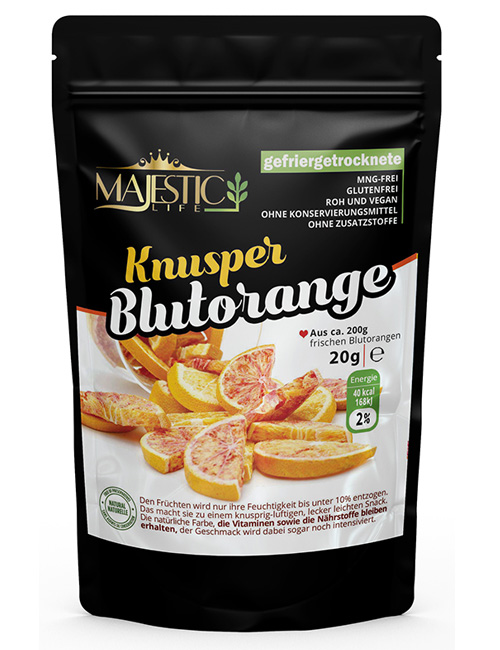 MAJESTIC
LIFE
gefriergetrocknete
MNG-FREI
GLUTENFREI
ROH UND VEGAN
OHNE KONSERVIERUNGSMITTEL
OHNE ZUSATZSTOFFE
Knusper
Blutorange
Aus ca. 200g
frischen Blutorangen
20g | e
Energie
40 kcal
168kJ
2%
NATURAL
NATURELLE
Den Früchten wird nur ihre Feuchtigkeit bis unter 10% entzogen.
Das macht sie zu einem knusprig-luftigen, lecker leichten Snack.
Die natürliche Farbe, die Vitaminen sowie die Nährstoffe bleiben
erhalten, der Geschmack wird dabei sogar noch intensiviert.